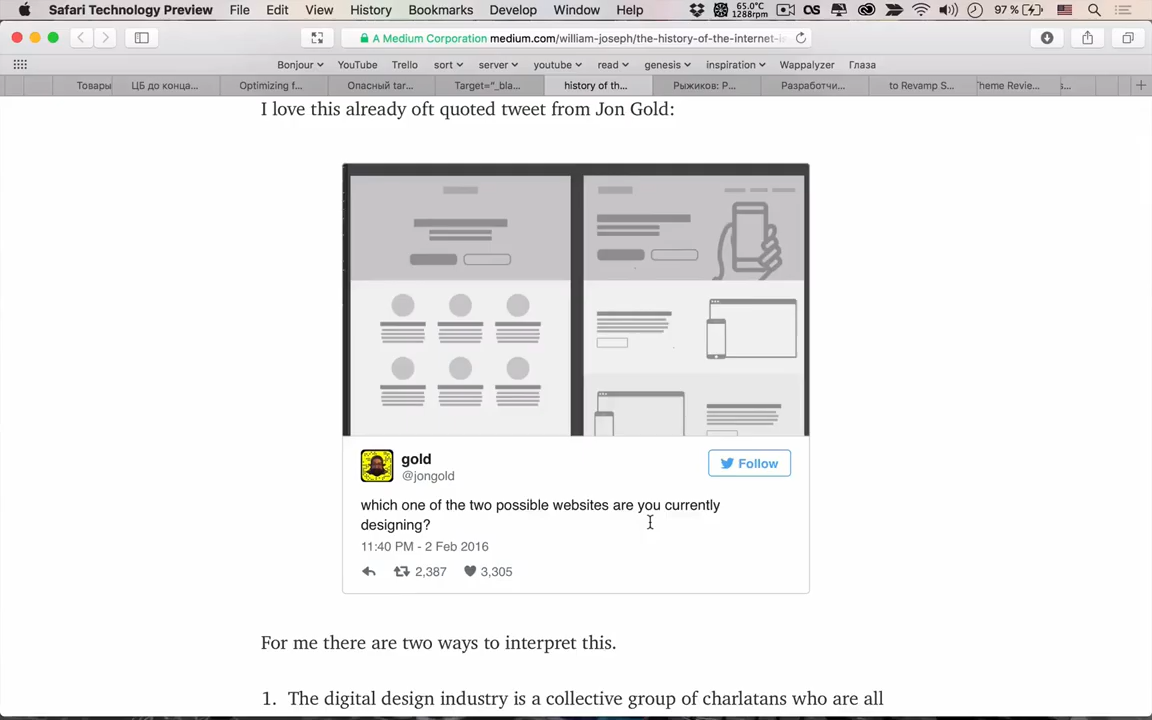 Safari Technology Preview File Edit View History Bookmarks Develop Window Help 65.0°C 1288rpm 97 %
A Medium Corporation medium.com/william-joseph/the-history-of-the-internet-
Bonjour YouTube Trello sort server youtube read genesis inspiration Wappalyzer Глаза
Товары ЦБ до конца... Optimizing f... Опасный tar... Target="_bla... history of th... Рыжиков: Р... Разработчи... to Revamp S... heme Revie...
I love this already oft quoted tweet from Jon Gold:
gold
@jongold
Follow
which one of the two possible websites are you currently
designing?
11:40 PM - 2 Feb 2016
2,387 3,305
For me there are two ways to interpret this.
1. The digital design industry is a collective group of charlatans who are all